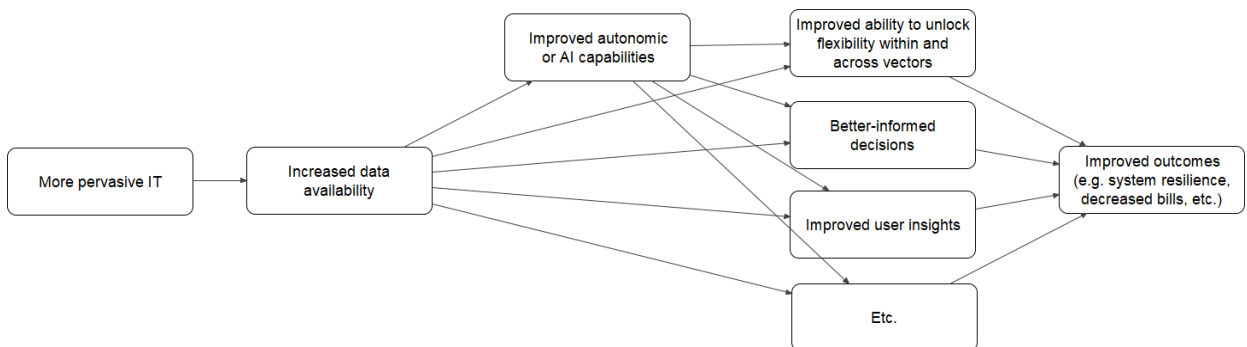 More pervasive IT
Increased data
availability
Improved autonomic
or AI capabilities
Improved ability to unlock
flexibility within and
across vectors
Better-informed
decisions
Improved user insights
Etc.
Improved outcomes
(e.g. system resilience,
decreased bills, etc.)